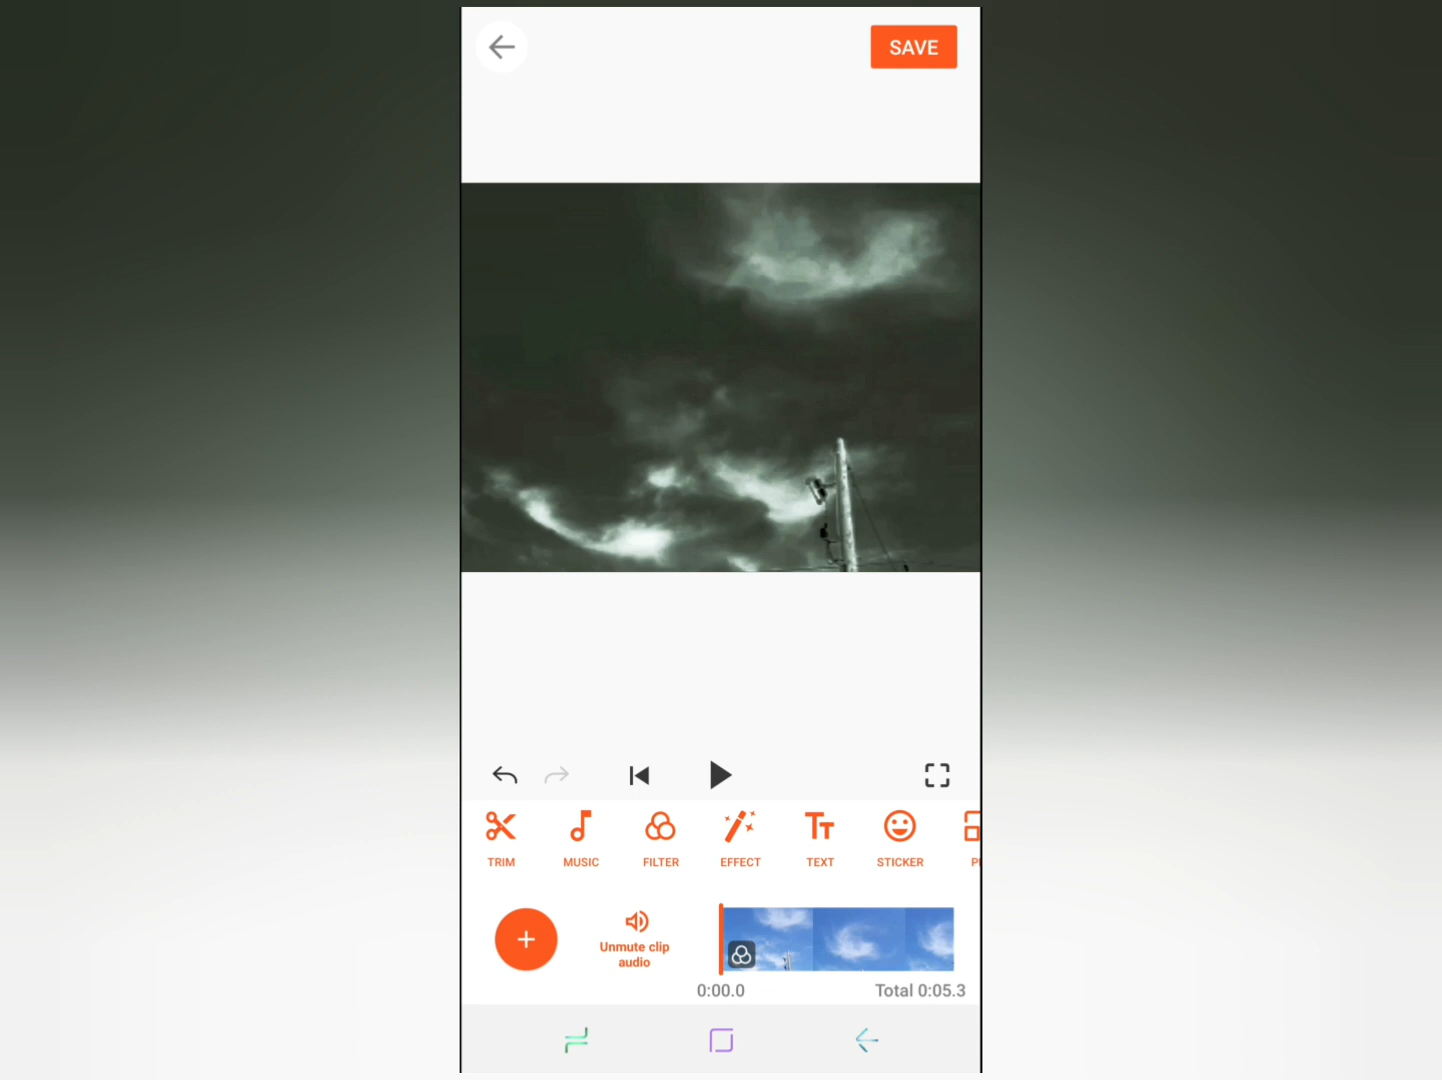 SAVE
TRIM
MUSIC
FILTER
EFFECT
TEXT
STICKER
Unmute clip
audio
0:00.0
Total 0:05.3